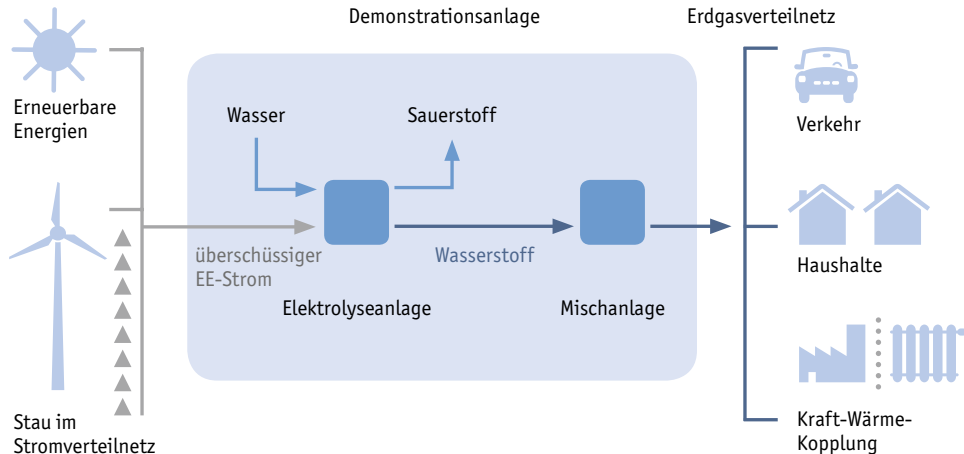 Demonstrationsanlage
Erdgasverteilnetz
Erneuerbare
Energien
Wasser
Sauerstoff
Verkehr
überschüssiger
EE-Strom
Wasserstoff
Haushalte
Elektrolyseanlage
Mischanlage
Stau im
Stromverteilnetz
Kraft-Wärme-
Kopplung